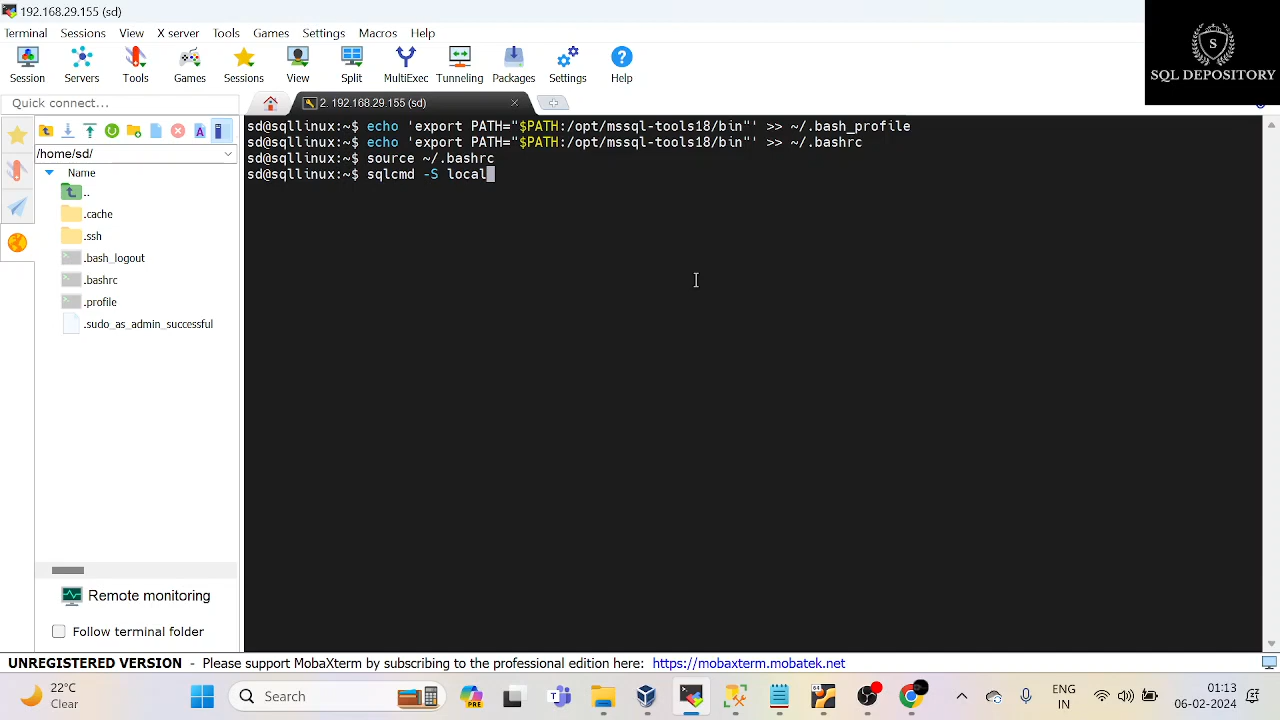 192.168.29.155 (sd)
Terminal Sessions View X server Tools Games Settings Macros Help
Session Servers Tools Games Sessions View Split MultiExec Tunneling Packages Settings Help
S
SQL DEPOSITORY
Quick connect...
2. 192.168.29.155 (sd)
/home/sd/
Name
..
.cache
.ssh
.bash_logout
.bashrc
.profile
.sudo_as_admin_successful
Remote monitoring
Follow terminal folder
sd@sqllinux:~$ echo 'export PATH="$PATH:/opt/mssql-tools18/bin"' >> ~/.bash_profile
sd@sqllinux:~$ echo 'export PATH="$PATH:/opt/mssql-tools18/bin"' >> ~/.bashrc
sd@sqllinux:~$ source ~/.bashrc
sd@sqllinux:~$ sqlcmd -S local
UNREGISTERED VERSION - Please support MobaXterm by subscribing to the professional edition here: https://mobaxterm.mobatek.net
22°C
Clear
Search
PRE
ENG
IN
01:13
06-02-2024